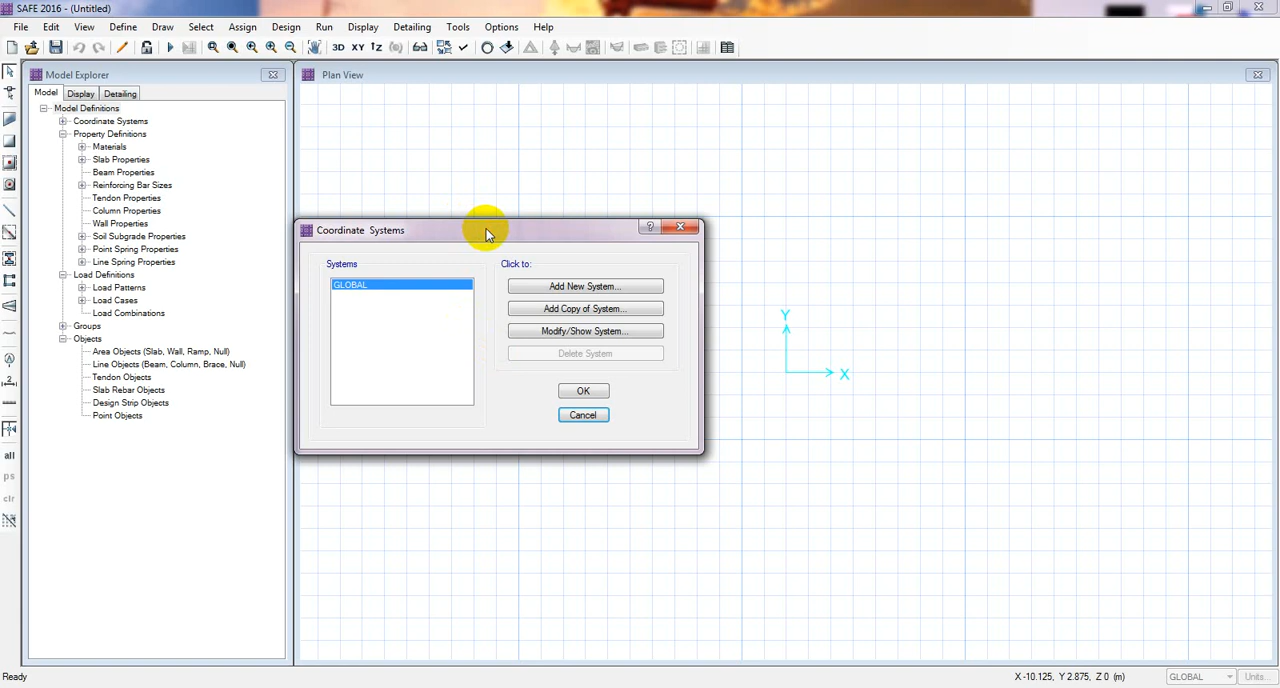 SAFE 2016 - (Untitled)
File Edit View Define Draw Select Assign Design Run Display Detailing Tools Options Help
3D XY
Model Explorer
Plan View
Model Display Detailing
Model Definitions
Coordinate Systems
Property Definitions
Materials
Slab Properties
Beam Properties
Reinforcing Bar Sizes
Tendon Properties
Column Properties
Wall Properties
Soil Subgrade Properties
Point Spring Properties
Line Spring Properties
Load Definitions
Load Patterns
Load Cases
Load Combinations
Groups
Objects
Area Objects (Slab, Wall, Ramp, Null)
Line Objects (Beam, Column, Brace, Null)
Tendon Objects
Slab Rebar Objects
Design Strip Objects
Point Objects
all
ps
clr
Coordinate Systems
?
Systems
GLOBAL
Click to:
Add New System...
Add Copy of System...
Modify/Show System...
Delete System
OK
Cancel
Y
X
Ready
X -10.125, Y 2.875, Z 0 (m)
GLOBAL
Units...